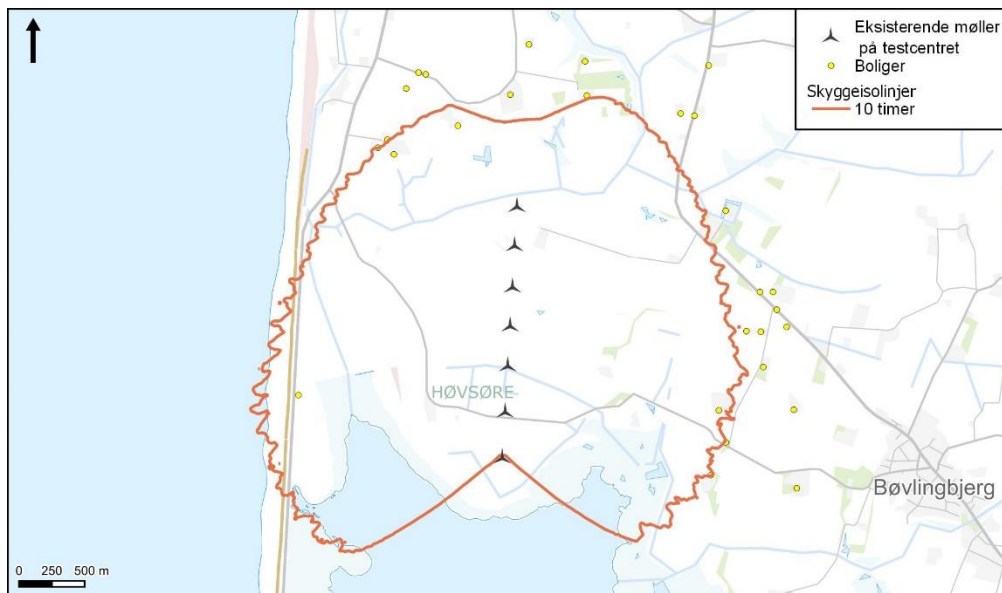 Eksisterende møller
på testcentret
Boliger
Skyggeisolinjer
10 timer
HØVSØRE
Bøvlingbjerg
0 250 500 m